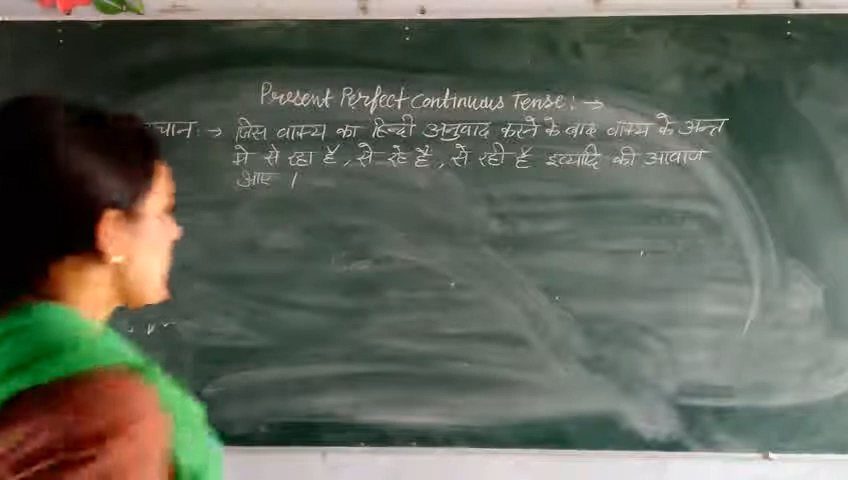 Present Perfect Continuous Tense : →
चान : → जिस वाक्य का हिन्दी अनुवाद करने के बाद वाक्य के अन्त
मे से रहा है , से रहे है , से रही है इत्यादि की आवाज
आए ।